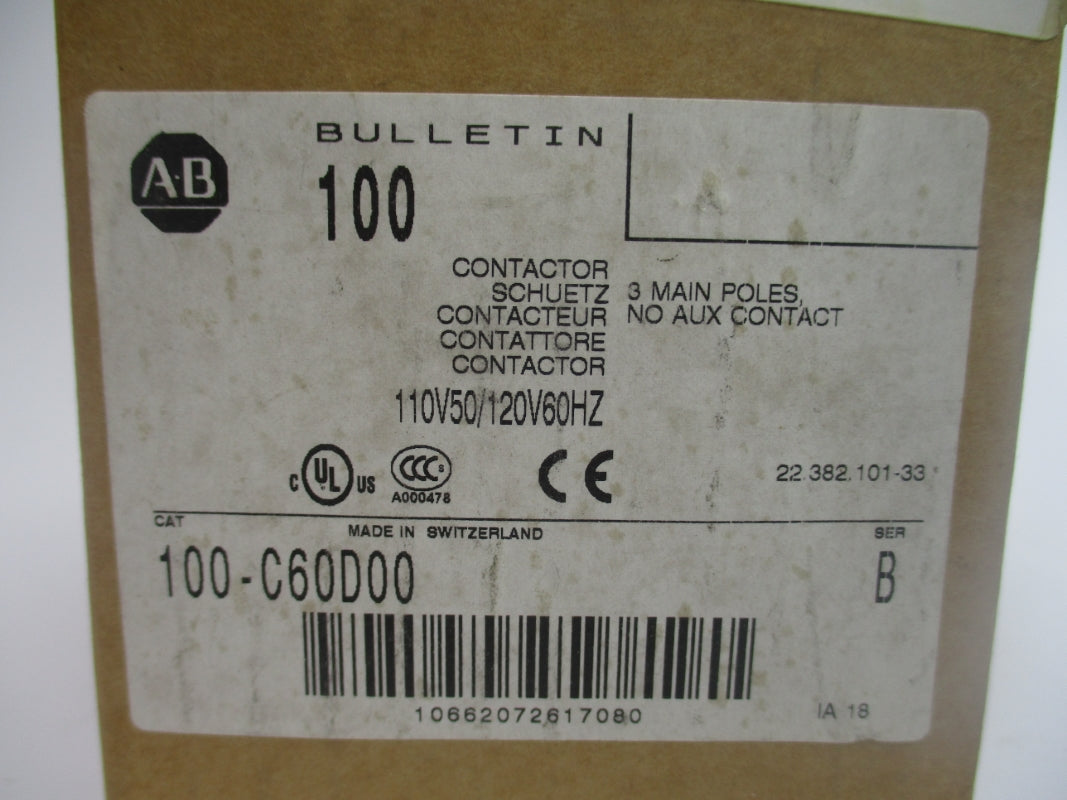 A·B
BULLETIN
100
CONTACTOR
SCHUETZ
CONTACTEUR
CONTATTORE
CONTACTOR
3 MAIN POLES,
NO AUX CONTACT
110V50/120V60HZ
C UL US
CCC S
A000478
CE
22.382.101-33
CAT
MADE IN SWITZERLAND
SER
100-C60D00
B
10662072617080
IA 18